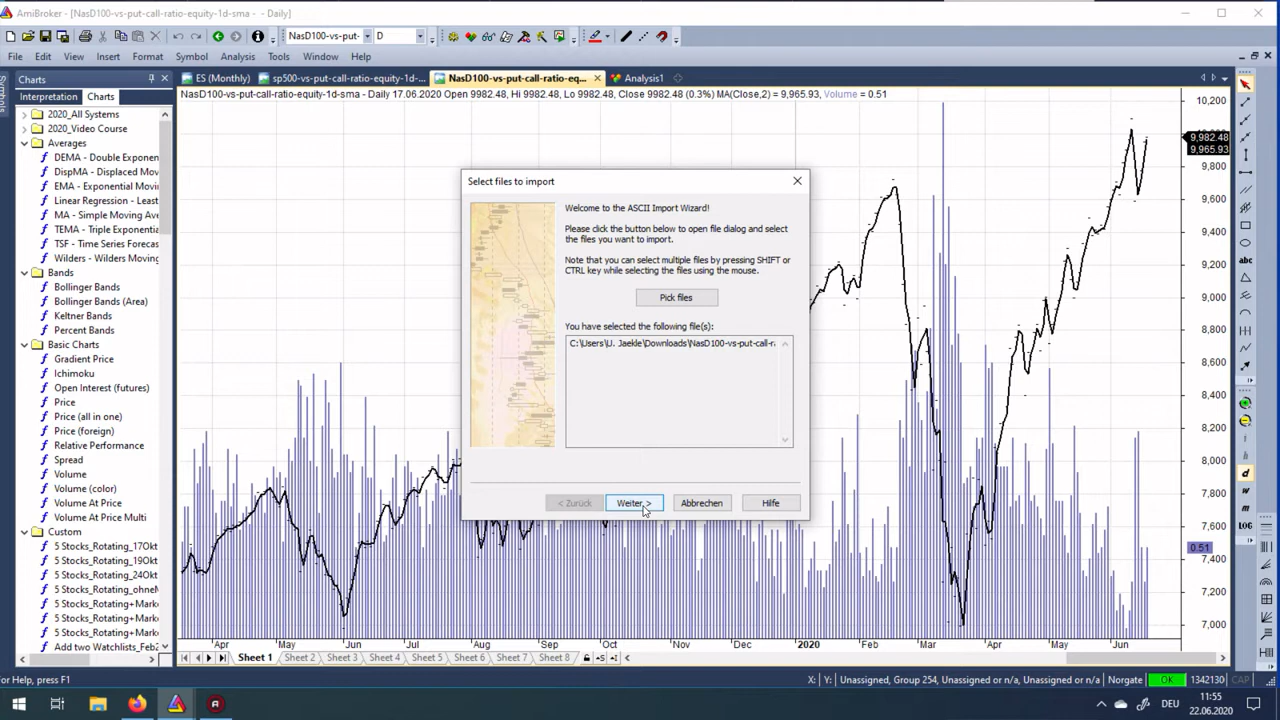 AmiBroker - [NasD100-vs-put-call-ratio-equity-1d-sma - - Daily]
NasD100-vs-put- D
File Edit View Insert Format Symbol Analysis Tools Window Help
Charts
Symbols
Interpretation Charts
2020_All Systems
2020_Video Course
Averages
DEMA - Double Exponen
DispMA - Displaced Mov
EMA - Exponential Movi
Linear Regression - Least
MA - Simple Moving Ave
TEMA - Triple Exponenti
TSF - Time Series Forecas
Wilders - Wilders Moving
Bands
Bollinger Bands
Bollinger Bands (Area)
Keltner Bands
Percent Bands
Basic Charts
Gradient Price
Ichimoku
Open Interest (futures)
Price
Price (all in one)
Price (foreign)
Relative Performance
Spread
Volume
Volume (color)
Volume At Price
Volume At Price Multi
Custom
5 Stocks_Rotating_17Okt
5 Stocks_Rotating_19Okt
5 Stocks_Rotating_24Okt
5 Stocks_Rotating_ohneM
5 Stocks_Rotating+Marke
5 Stocks_Rotating+Marke
5 Stocks_Rotating+Marke
Add two Watchlists_Feb2
ES (Monthly) sp500-vs-put-call-ratio-equity-1d-... NasD100-vs-put-call-ratio-eq... Analysis1
NasD100-vs-put-call-ratio-equity-1d-sma - Daily 17.06.2020 Open 9982.48, Hi 9982.48, Lo 9982.48, Close 9982.48 (0.3%) MA(Close,2) = 9,965.93, Volume = 0.51
Select files to import
Welcome to the ASCII Import Wizard!
Please click the button below to open file dialog and select
the files you want to import.
Note that you can select multiple files by pressing SHIFT or
CTRL key while selecting the files using the mouse.
Pick files
You have selected the following file(s):
C:\Users\U. Jaekle\Downloads\NasD100-vs-put-call-ra
< Zurück Weiter > Abbrechen Hilfe
10,200
9,982.48
9,965.93
9,800
9,600
9,400
9,200
9,000
8,800
8,600
8,400
8,200
8,000
7,800
7,600
0.51
7,400
7,200
7,000
abc
d
w
m
LOG
Apr May Jun Jul Aug Sep Oct Nov Dec 2020 Feb Mar Apr May Jun
Sheet 1 Sheet 2 Sheet 3 Sheet 4 Sheet 5 Sheet 6 Sheet 7 Sheet 8
For Help, press F1
X: Y: Unassigned, Group 254, Unassigned or n/a, Unassigned or n/a, Norgate OK 1342130 CAP
DEU
11:55
22.06.2020